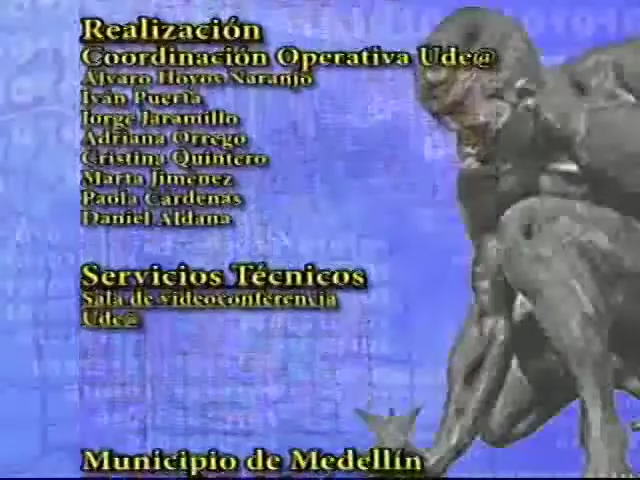 Realización
Coordinación Operativa Ude@
Alvaro Hoyos Naranjo
Iván Puerta
Jorge Jaramillo
Adriana Orrego
Cristina Quintero
Marta Jimenez
Paola Cardenas
Daniel Aldana
Servicios Técnicos
Sala de videoconferencia
Ude@
Municipio de Medellín